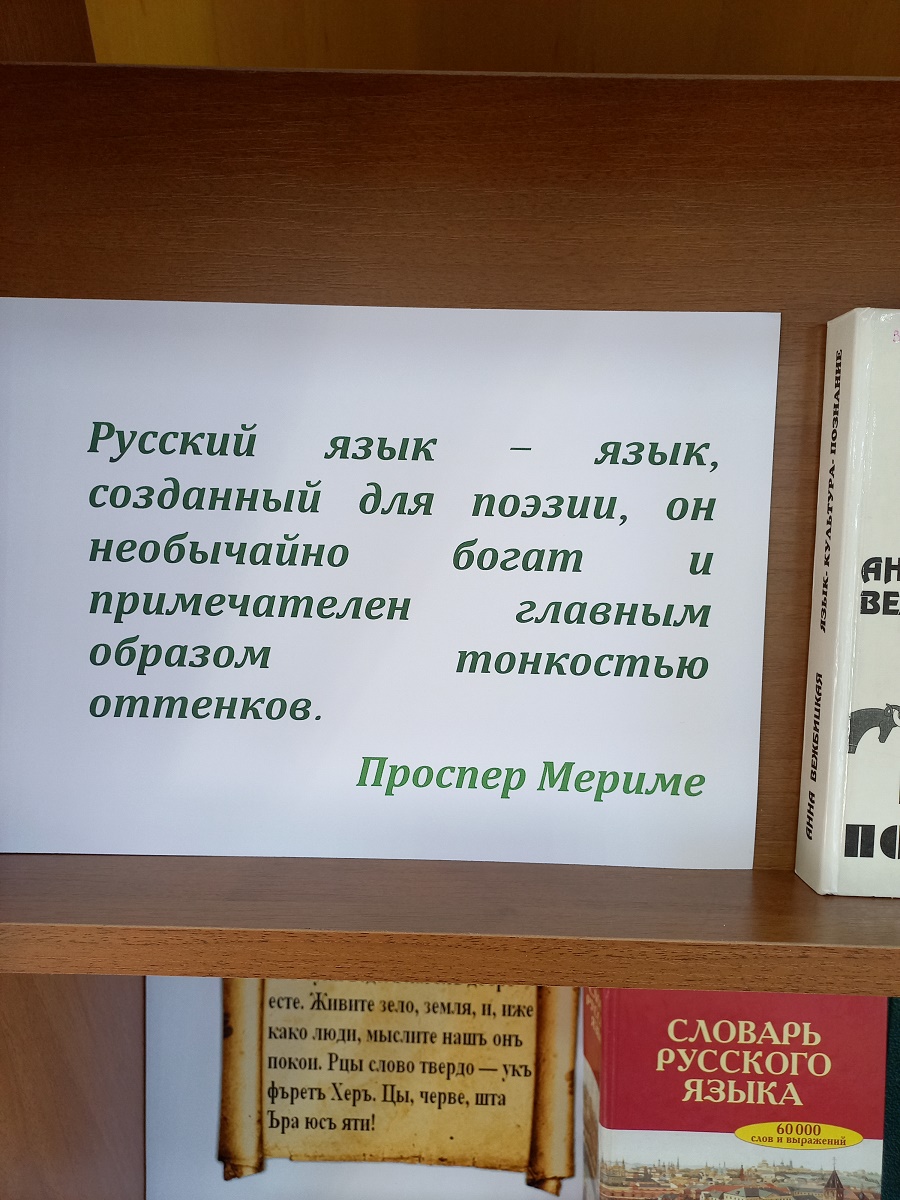 Русский язык – язык,
созданный для поэзии, он
необычайно богат и
примечателен главным
образом тонкостью
оттенков.
Проспер Мериме
АННА ВЕЖБИЦКАЯ ЯЗЫК- КУЛЬТУРА- ПОЗНАНИЕ
есте. Живите зело, земля, и, иже
како люди, мыслите нашъ онъ
покои. Рцы слово твердо — укъ
фъретъ Херъ. Цы, черве, шта
Ъра юсъ яти!
СЛОВАРЬ
РУССКОГО
ЯЗЫКА
60 000
слов и выражений